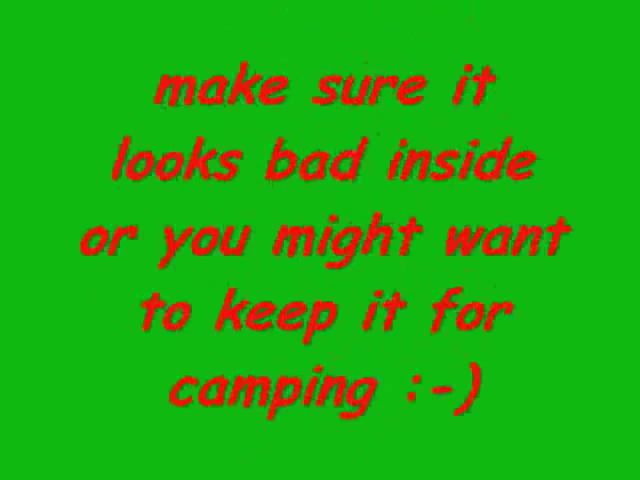 make sure it
looks bad inside
or you might want
to keep it for
camping :-)